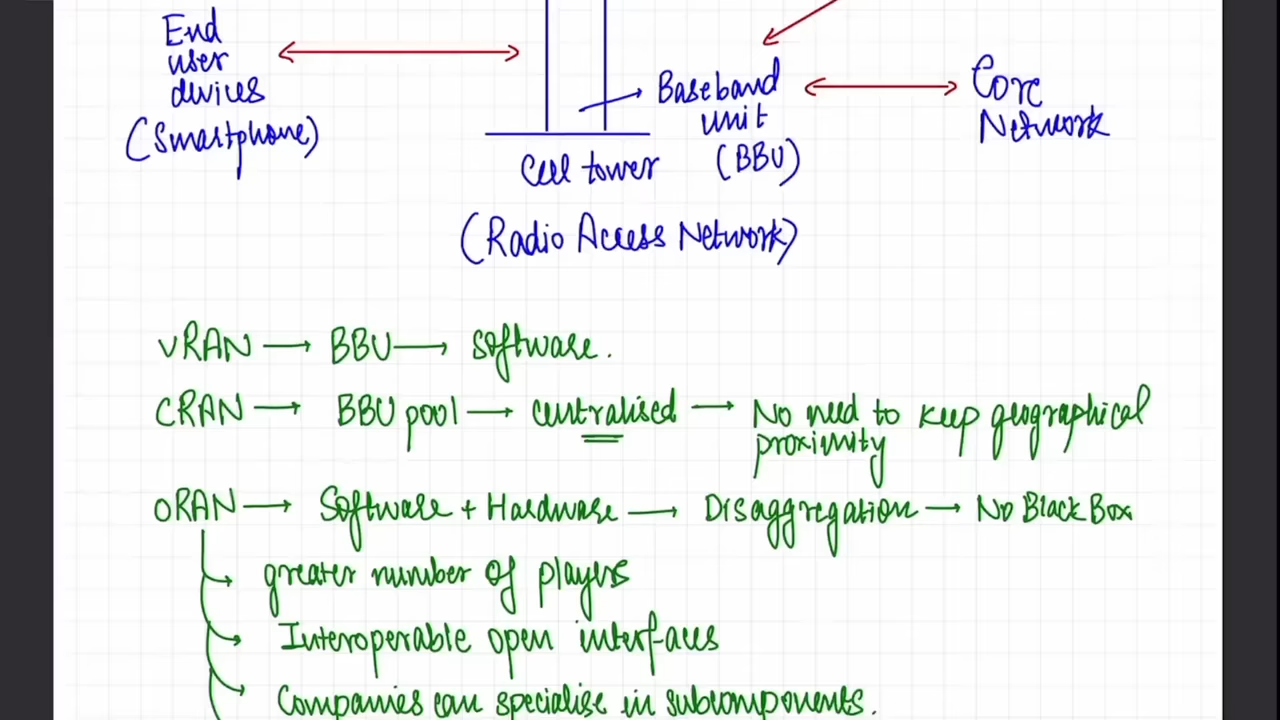 End
user
devices
(Smartphone)
Baseband
unit
(BBU)
Core
Network
Cell tower
(Radio Access Network)
vRAN → BBU → software.
CRAN → BBU pool → centralised → No need to keep geographical
proximity
ORAN → Software + Hardware → Disaggregation → No Black Box
greater number of players
Interoperable open interfaces
Companies can specialise in subcomponents.